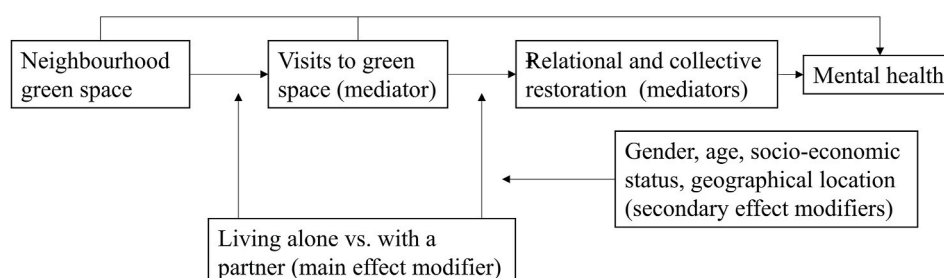 Neighbourhood
green space
Visits to green
space (mediator)
Relational and collective
restoration (mediators)
Mental health
Gender, age, socio-economic
status, geographical location
(secondary effect modifiers)
Living alone vs. with a
partner (main effect modifier)